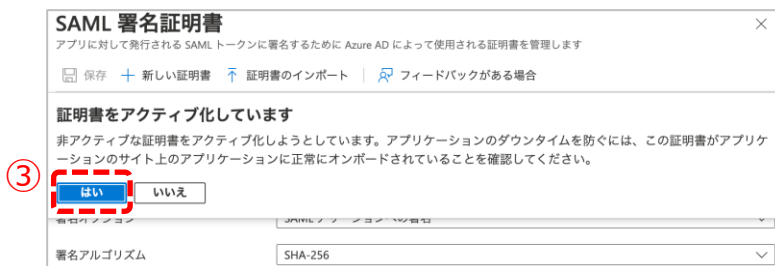 SAML 署名証明書
アプリに対して発行される SAML トークンに署名するために Azure AD によって使用される証明書を管理します
保存 新しい証明書 証明書のインポート フィードバックがある場合
証明書をアクティブ化しています
非アクティブな証明書をアクティブ化しようとしています。アプリケーションのダウンタイムを防ぐには、この証明書がアプリケ
ーションのサイト上のアプリケーションに正常にオンボードされていることを確認してください。
③
はい いいえ
署名オプション
署名アルゴリズム SHA-256